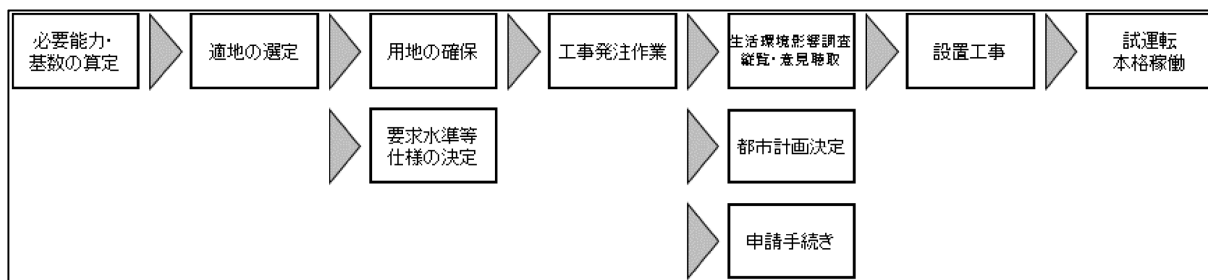 必要能力・
基数の算定
適地の選定
用地の確保
工事発注作業
生活環境影響調査
縦覧・意見聴取
設置工事
試運転
本格稼働
要求水準等
仕様の決定
都市計画決定
申請手続き